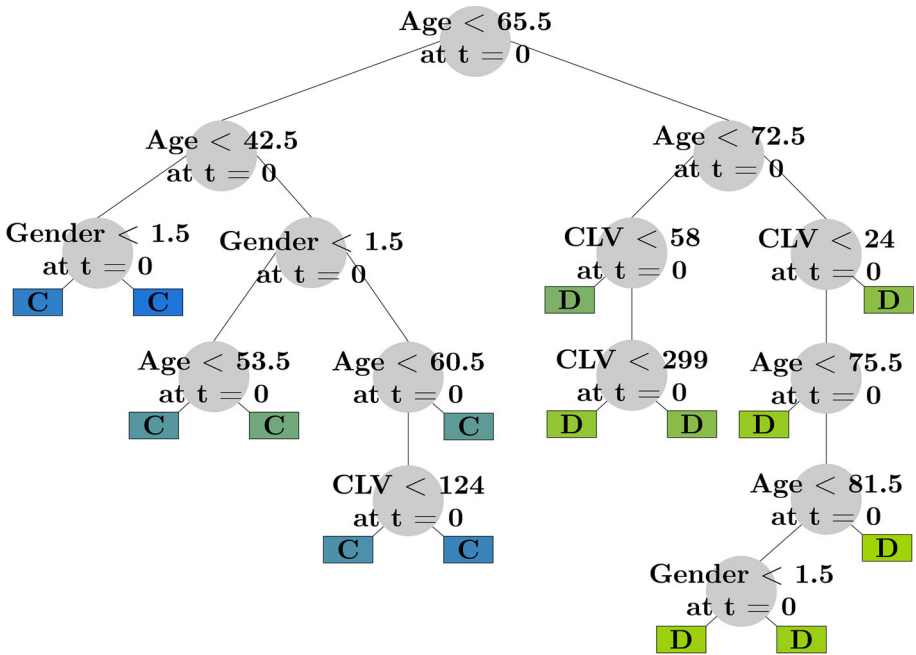 Age < 65.5
at t = 0
Age < 42.5
at t = 0
Age < 72.5
at t = 0
Gender < 1.5
at t = 0
Gender < 1.5
at t = 0
CLV < 58
at t = 0
CLV < 24
at t = 0
C
C
D
D
Age < 53.5
at t = 0
Age < 60.5
at t = 0
CLV < 299
at t = 0
Age < 75.5
at t = 0
C
C
C
D
D
D
CLV < 124
at t = 0
Age < 81.5
at t = 0
C
C
D
Gender < 1.5
at t = 0
D
D